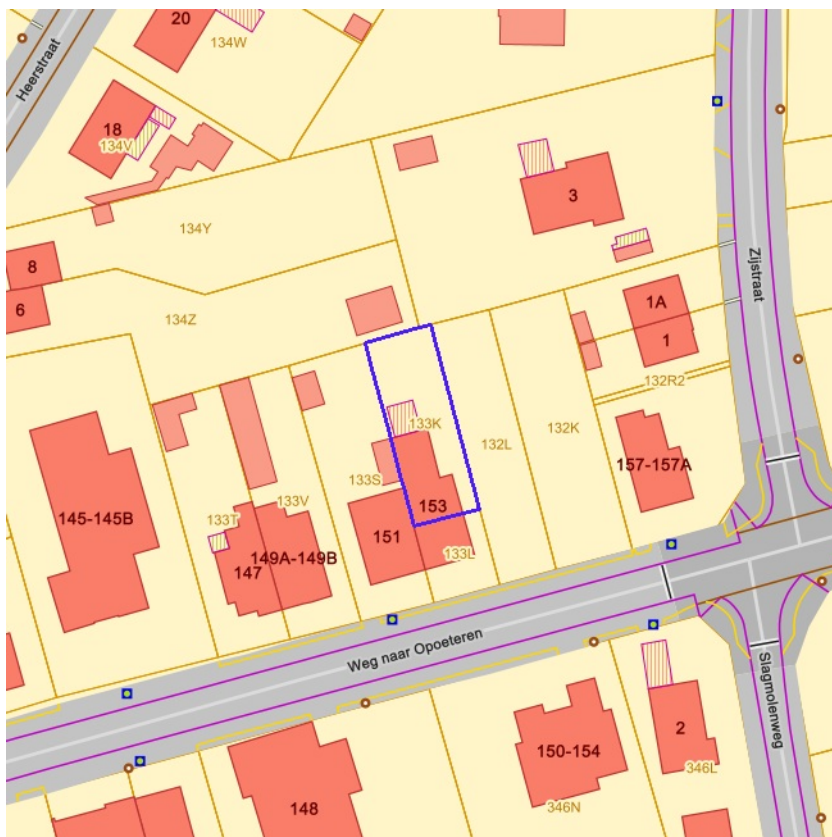 20
134W
Heerstraat
18
134V
3
134Y
8
6
134Z
Zijstraat
1A
1
132R2
133K
132L
132K
157-157A
145-145B
133S
133V
133T
153
151
149A-149B
147
133L
Weg naar Opoeteren
Slagmolenweg
2
150-154
346L
148
346N